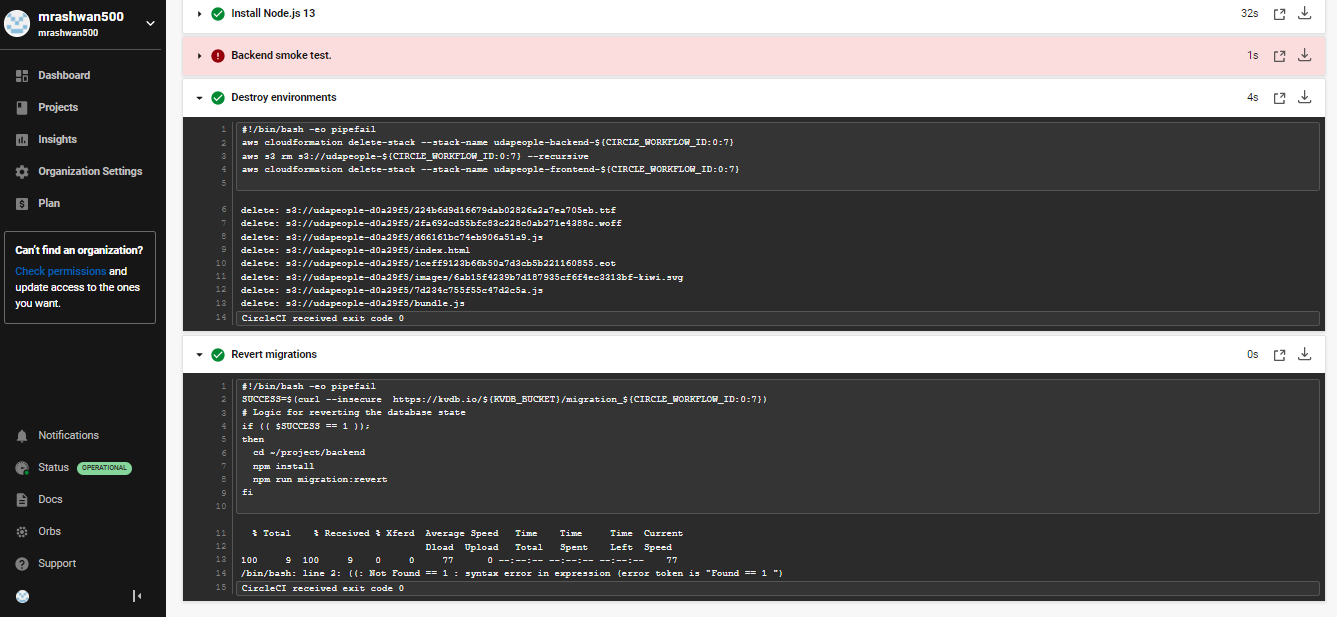 mrashwan500
mrashwan500
Dashboard
Projects
Insights
Organization Settings
Plan
Can't find an organization?
Check permissions and
update access to the ones
you want.
Notifications
Status OPERATIONAL
Docs
Orbs
Support
Install Node.js 13 32s
Backend smoke test. 1s
Destroy environments 4s
1 #!/bin/bash -eo pipefail
2 aws cloudformation delete-stack --stack-name udapeople-backend-${CIRCLE_WORKFLOW_ID:0:7}
3 aws s3 rm s3://udapeople-${CIRCLE_WORKFLOW_ID:0:7} --recursive
4 aws cloudformation delete-stack --stack-name udapeople-frontend-${CIRCLE_WORKFLOW_ID:0:7}
5
6 delete: s3://udapeople-d0a29f5/224b6d9d16679dab02826a2a7ea705eb.ttf
7 delete: s3://udapeople-d0a29f5/2fa692cd55bfc83c228c0ab271e4388c.woff
8 delete: s3://udapeople-d0a29f5/d66161bc74eb906a51a9.js
9 delete: s3://udapeople-d0a29f5/index.html
10 delete: s3://udapeople-d0a29f5/1ceff9123b66b50a7d3cb5b221160855.eot
11 delete: s3://udapeople-d0a29f5/images/6ab15f4239b7d187935cf6f4ec3313bf-kiwi.svg
12 delete: s3://udapeople-d0a29f5/7d234c755f55c47d2c5a.js
13 delete: s3://udapeople-d0a29f5/bundle.js
14 CircleCI received exit code 0
Revert migrations 0s
1 #!/bin/bash -eo pipefail
2 SUCCESS=$(curl --insecure  https://kvdb.io/${KVDB_BUCKET}/migration_${CIRCLE_WORKFLOW_ID:0:7})
3 # Logic for reverting the database state
4 if (( $SUCCESS == 1 ));
5 then
6   cd ~/project/backend
7   npm install
8   npm run migration:revert
9 fi
10
11   % Total    % Received % Xferd  Average Speed   Time    Time     Time  Current
12                                  Dload  Upload   Total   Spent    Left  Speed
13 100     9  100     9    0     0     77      0 --:--:-- --:--:-- --:--:--    77
14 /bin/bash: line 2: ((: Not Found == 1 : syntax error in expression (error token is "Found == 1 ")
15 CircleCI received exit code 0